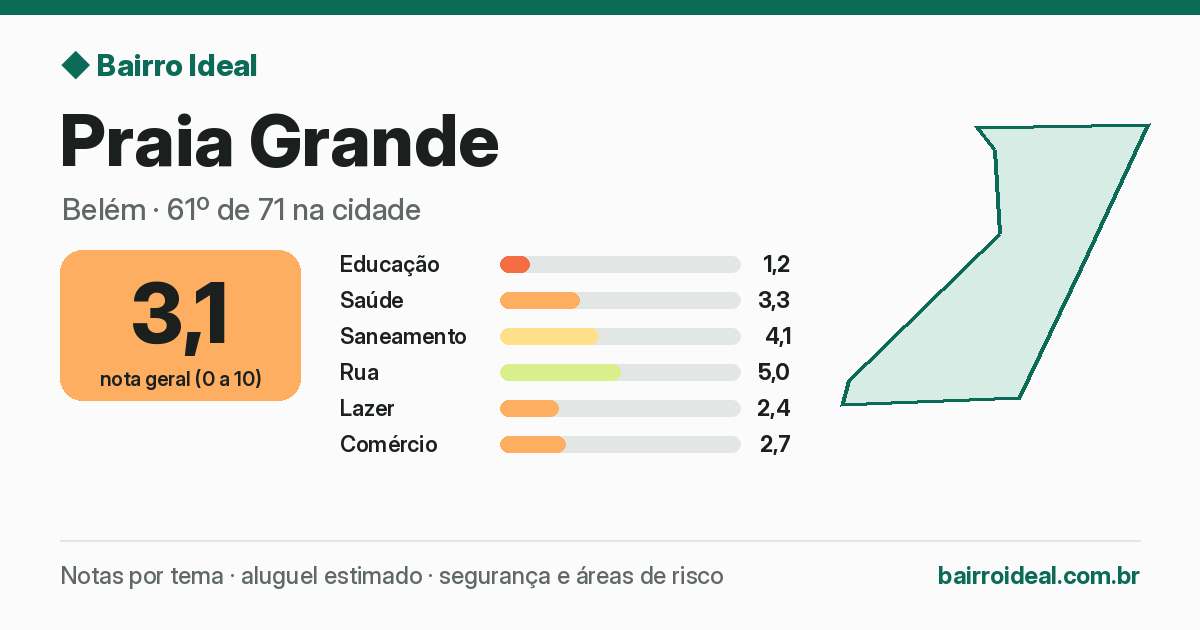 Bairro Ideal
Praia Grande
Belém · 61º de 71 na cidade
3,1
nota geral (0 a 10)
Educação 1,2
Saúde 3,3
Saneamento 4,1
Rua 5,0
Lazer 2,4
Comércio 2,7
Notas por tema · aluguel estimado · segurança e áreas de risco
bairroideal.com.br